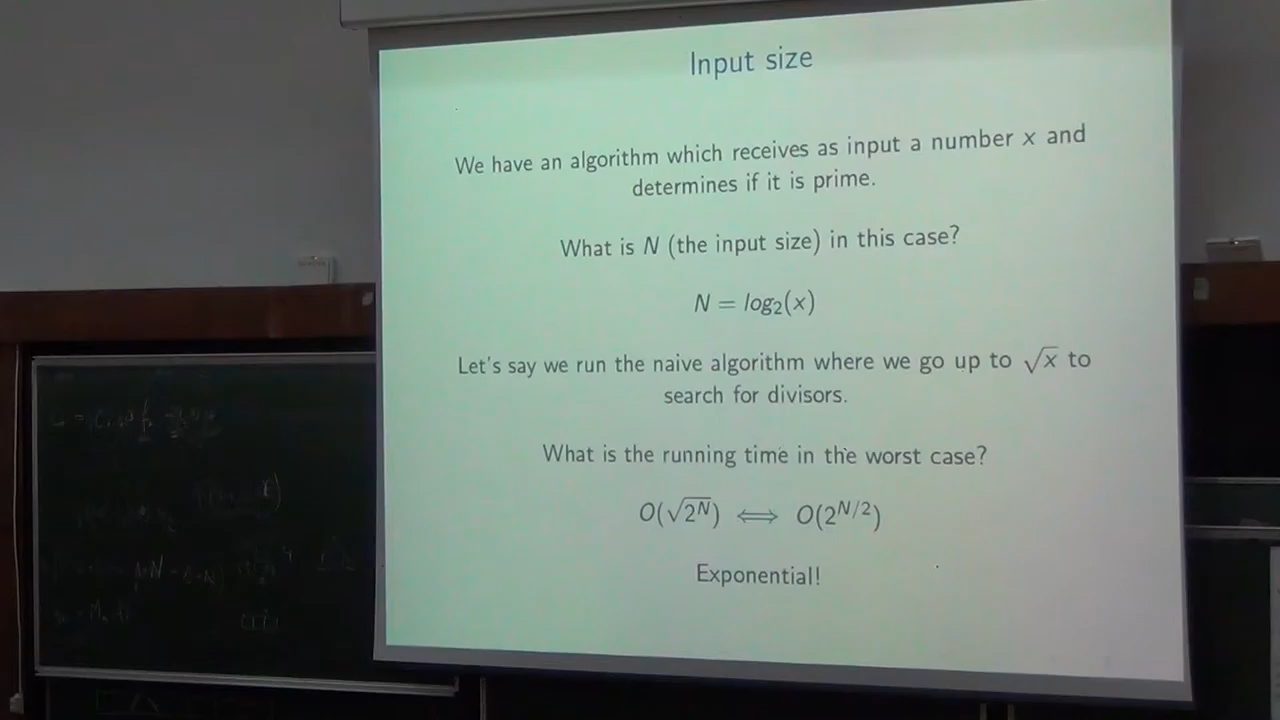 Input size
We have an algorithm which receives as input a number x and
determines if it is prime.
What is N (the input size) in this case?
N = log₂(x)
Let's say we run the naive algorithm where we go up to √x to
search for divisors.
What is the running time in the worst case?
O(√2ᴺ) ⟺ O(2^{N/2})
Exponential!